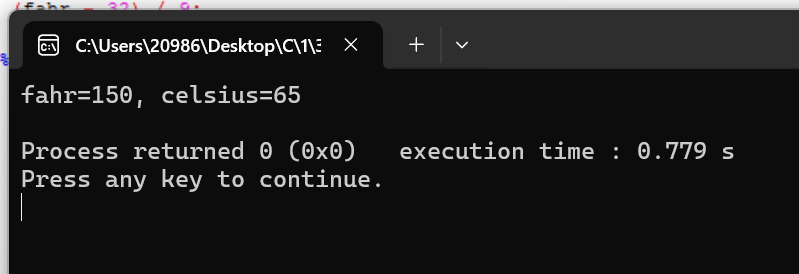 (fahr - 32) / 9;
C:\Users\20986\Desktop\C\1\3
%
fahr=150, celsius=65
Process returned 0 (0x0)   execution time : 0.779 s
Press any key to continue.